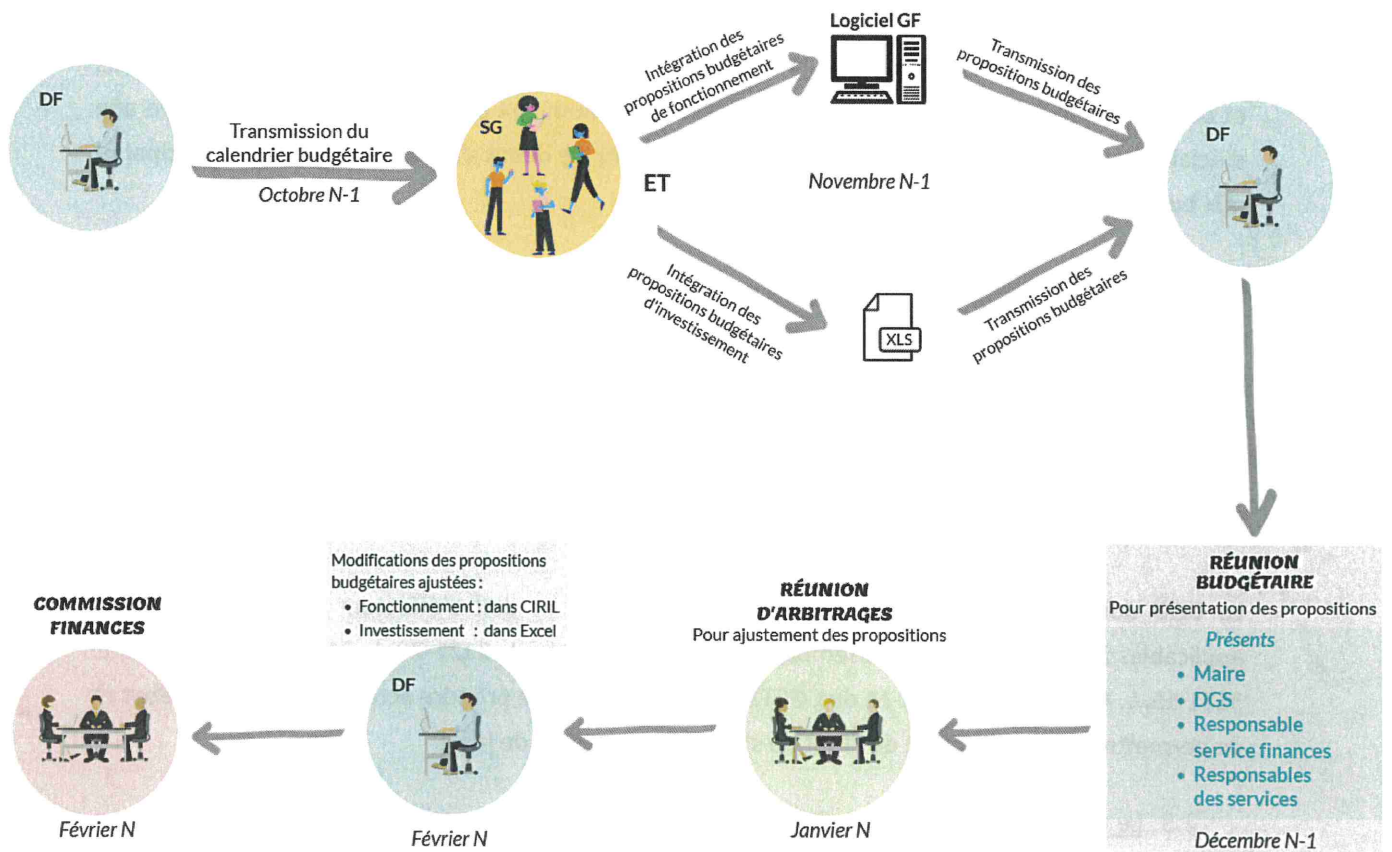 DF
Transmission du
calendrier budgétaire
Octobre N-1
SG
ET
Intégration des
propositions budgétaires
de fonctionnement
Logiciel GF
Transmission des
propositions budgétaires
Novembre N-1
Intégration des
propositions budgétaires
d'investissement
XLS
Transmission des
propositions budgétaires
DF
RÉUNION
BUDGÉTAIRE
Pour présentation des propositions
Présents
• Maire
• DGS
• Responsable
service finances
• Responsables
des services
Décembre N-1
RÉUNION
D'ARBITRAGES
Pour ajustement des propositions
Janvier N
Modifications des propositions
budgétaires ajustées :
• Fonctionnement : dans CIRIL
• Investissement : dans Excel
DF
Février N
COMMISSION
FINANCES
Février N